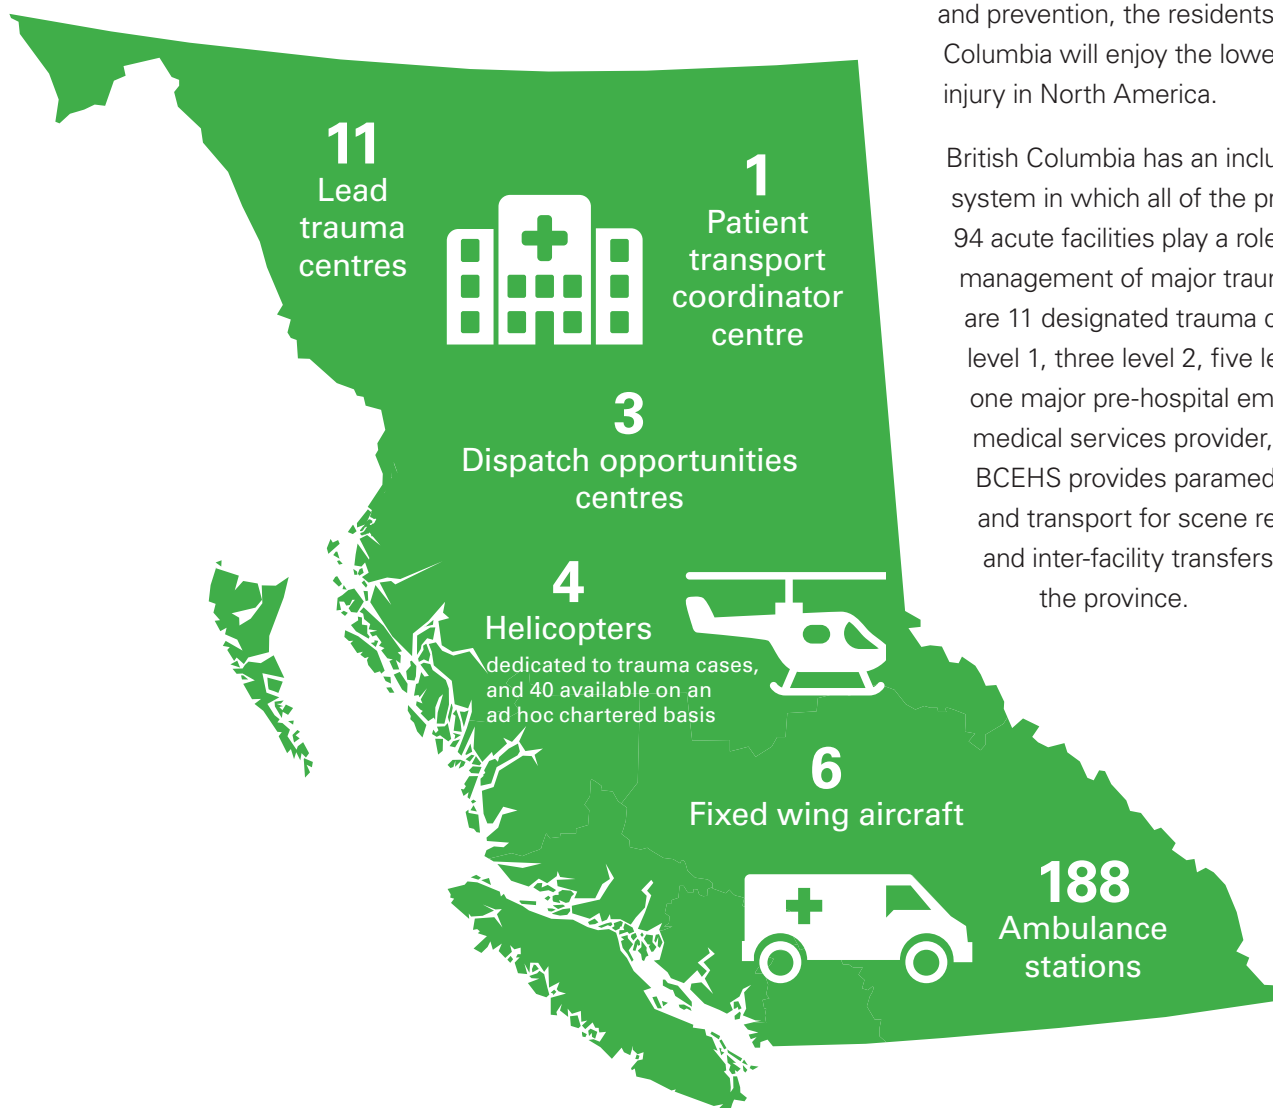 and prevention, the residents
Columbia will enjoy the lowe
injury in North America.
British Columbia has an inclu
system in which all of the pr
94 acute facilities play a role
management of major traur
are 11 designated trauma c
level 1, three level 2, five le
one major pre-hospital em
medical services provider,
BCEHS provides paramed
and transport for scene re
and inter-facility transfers
the province.
11
Lead
trauma
centres
1
Patient
transport
coordinator
centre
3
Dispatch opportunities
centres
4
Helicopters
dedicated to trauma cases,
and 40 available on an
ad hoc chartered basis
6
Fixed wing aircraft
188
Ambulance
stations